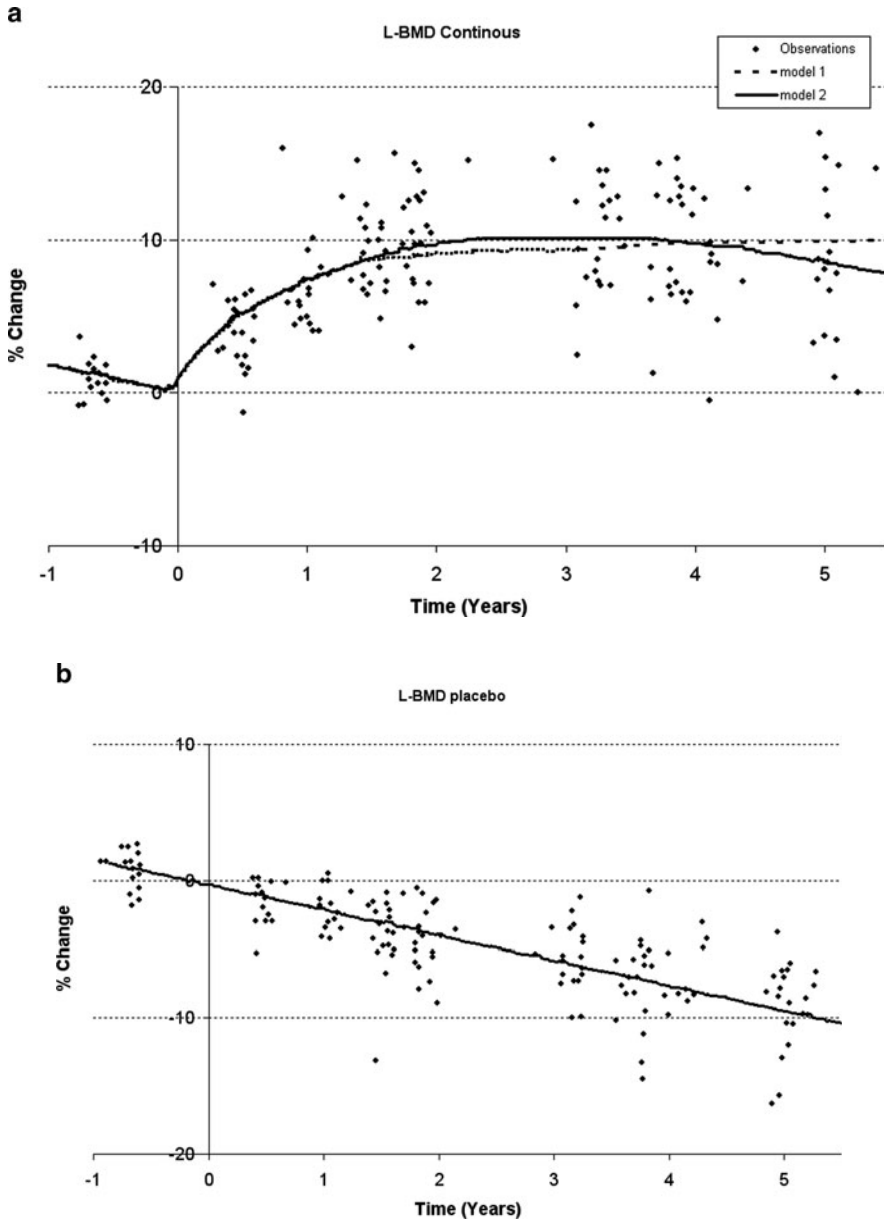 a
L-BMD Continous
Observations
model 1
model 2
20
10
0
-10
% Change
-1 0 1 2 3 4 5
Time (Years)
b
L-BMD placebo
10
0
-10
-20
% Change
-1 0 1 2 3 4 5
Time (Years)